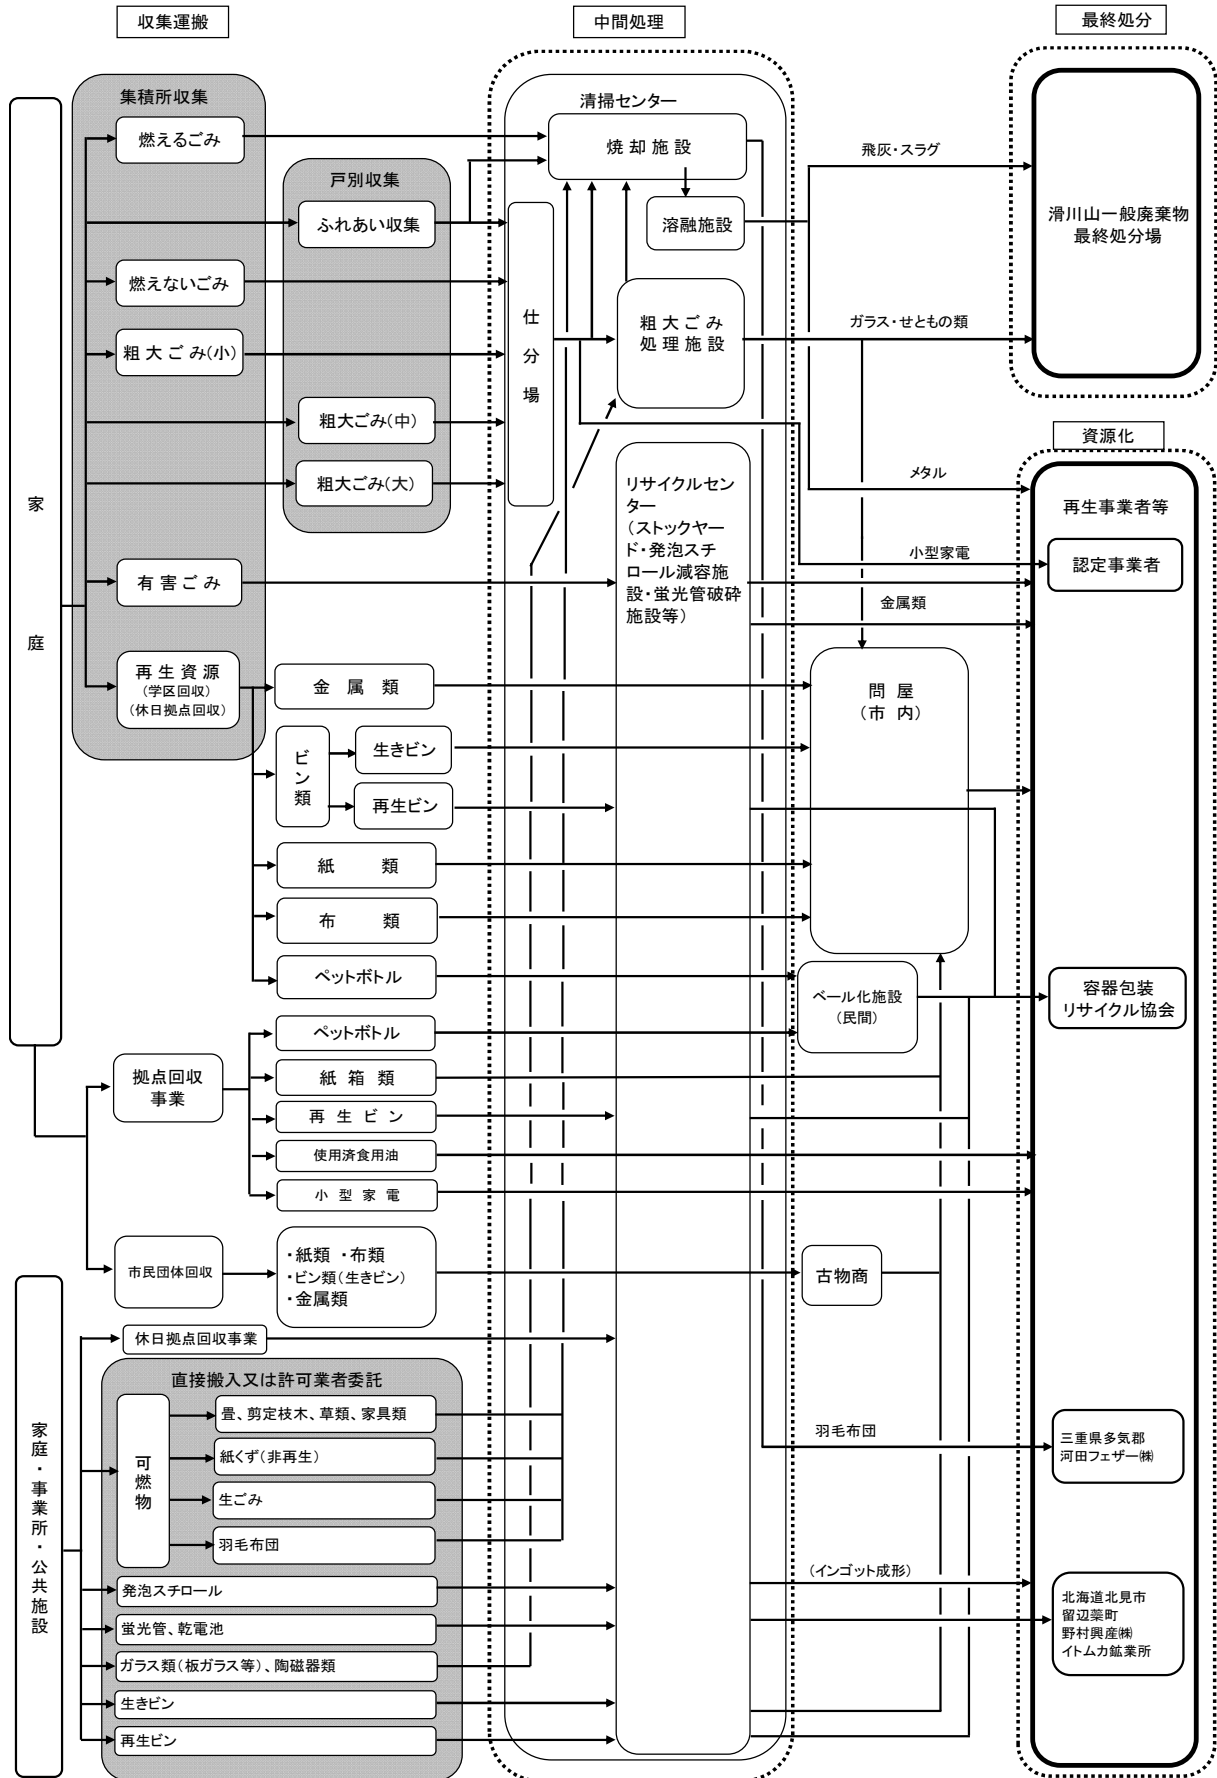 収集運搬
中間処理
最終処分
集積所収集
燃えるごみ
戸別収集
ふれあい収集
燃えないごみ
粗大ごみ(小)
粗大ごみ(中)
粗大ごみ(大)
有害ごみ
再生資源
(学区回収)
(休日拠点回収)
家
庭
清掃センター
焼却施設
溶融施設
仕
分
場
粗大ごみ
処理施設
リサイクルセン
ター
(ストックヤー
ド・発泡スチ
ロール減容施
設・蛍光管破砕
施設等)
飛灰・スラグ
ガラス・せともの類
滑川山一般廃棄物
最終処分場
資源化
メタル
再生事業者等
小型家電
認定事業者
金属類
金属類
ビ
ン
類
生きビン
再生ビン
紙類
布類
ペットボトル
問屋
(市内)
ベール化施設
(民間)
容器包装
リサイクル協会
拠点回収
事業
ペットボトル
紙箱類
再生ビン
使用済食用油
小型家電
市民団体回収
・紙類 ・布類
・ビン類(生きビン)
・金属類
古物商
家
庭
・
事
業
所
・
公
共
施
設
休日拠点回収事業
直接搬入又は許可業者委託
可
燃
物
畳、剪定枝木、草類、家具類
紙くず(非再生)
生ごみ
羽毛布団
発泡スチロール
蛍光管、乾電池
ガラス類(板ガラス等)、陶磁器類
生きビン
再生ビン
羽毛布団
三重県多気郡
河田フェザー㈱
(インゴット成形)
北海道北見市
留辺蘂町
野村興産㈱
イトムカ鉱業所